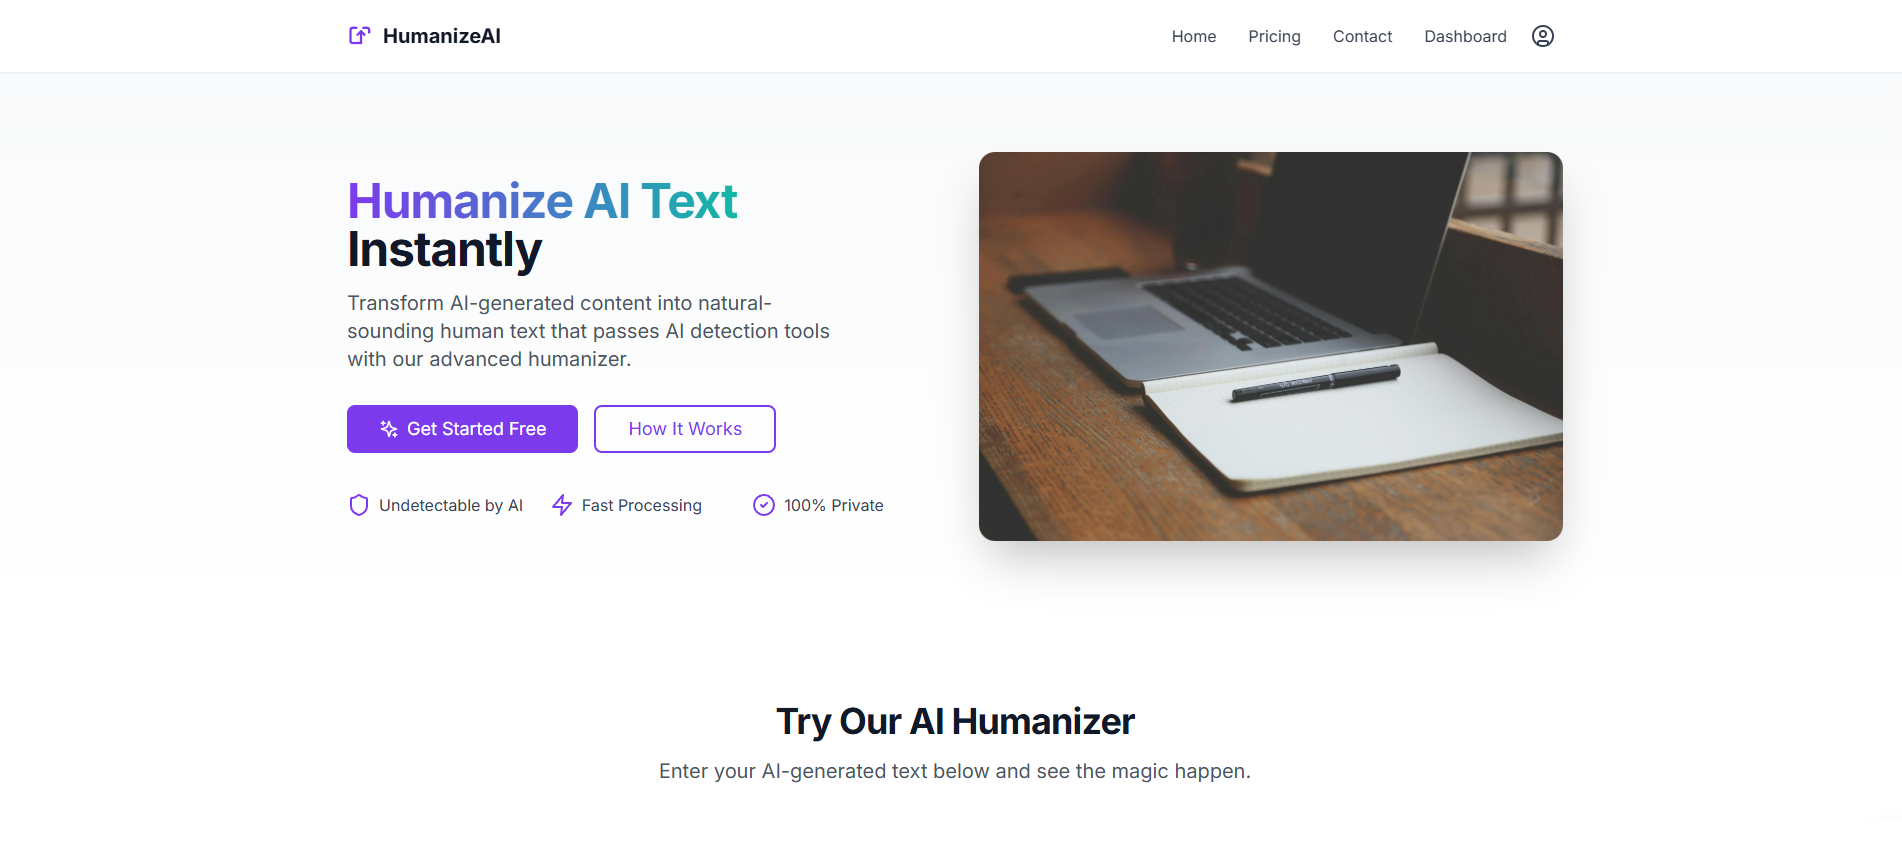 HumanizeAI
Home
Pricing
Contact
Dashboard
Humanize AI Text
Instantly
Transform AI-generated content into natural-
sounding human text that passes AI detection tools
with our advanced humanizer.
Get Started Free
How It Works
Undetectable by AI
Fast Processing
100% Private
Try Our AI Humanizer
Enter your AI-generated text below and see the magic happen.